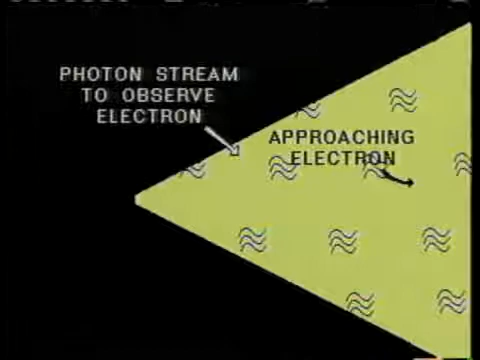 PHOTON STREAM
TO OBSERVE
ELECTRON
APPROACHING
ELECTRON